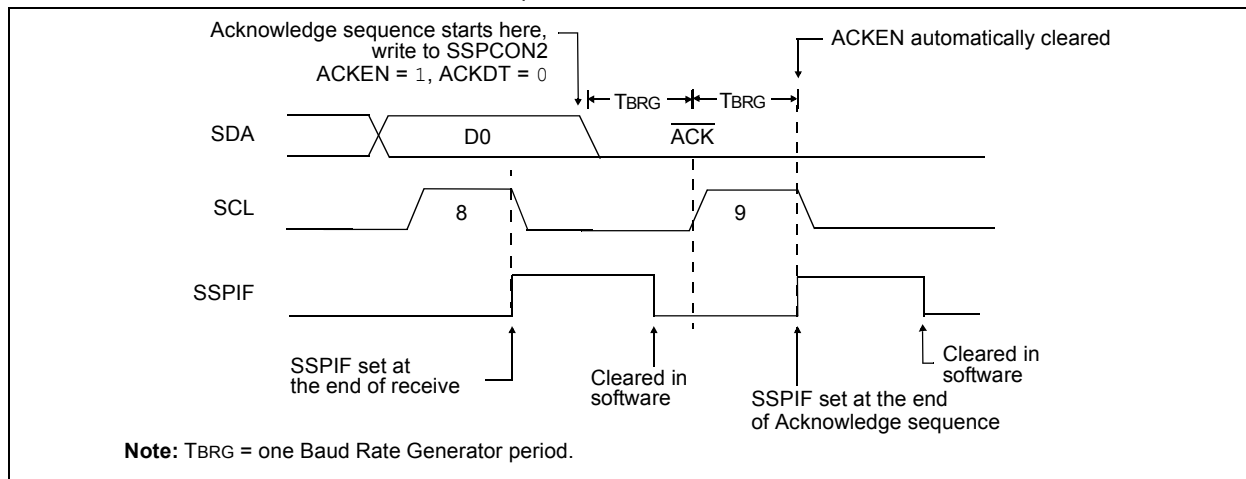 Acknowledge sequence starts here,
write to SSPCON2
ACKEN = 1, ACKDT = 0
ACKEN automatically cleared
TBRG
TBRG
SDA
D0
ACK
SCL
8
9
SSPIF
SSPIF set at
the end of receive
Cleared in
software
SSPIF set at the end
of Acknowledge sequence
Cleared in
software
Note: TBRG = one Baud Rate Generator period.